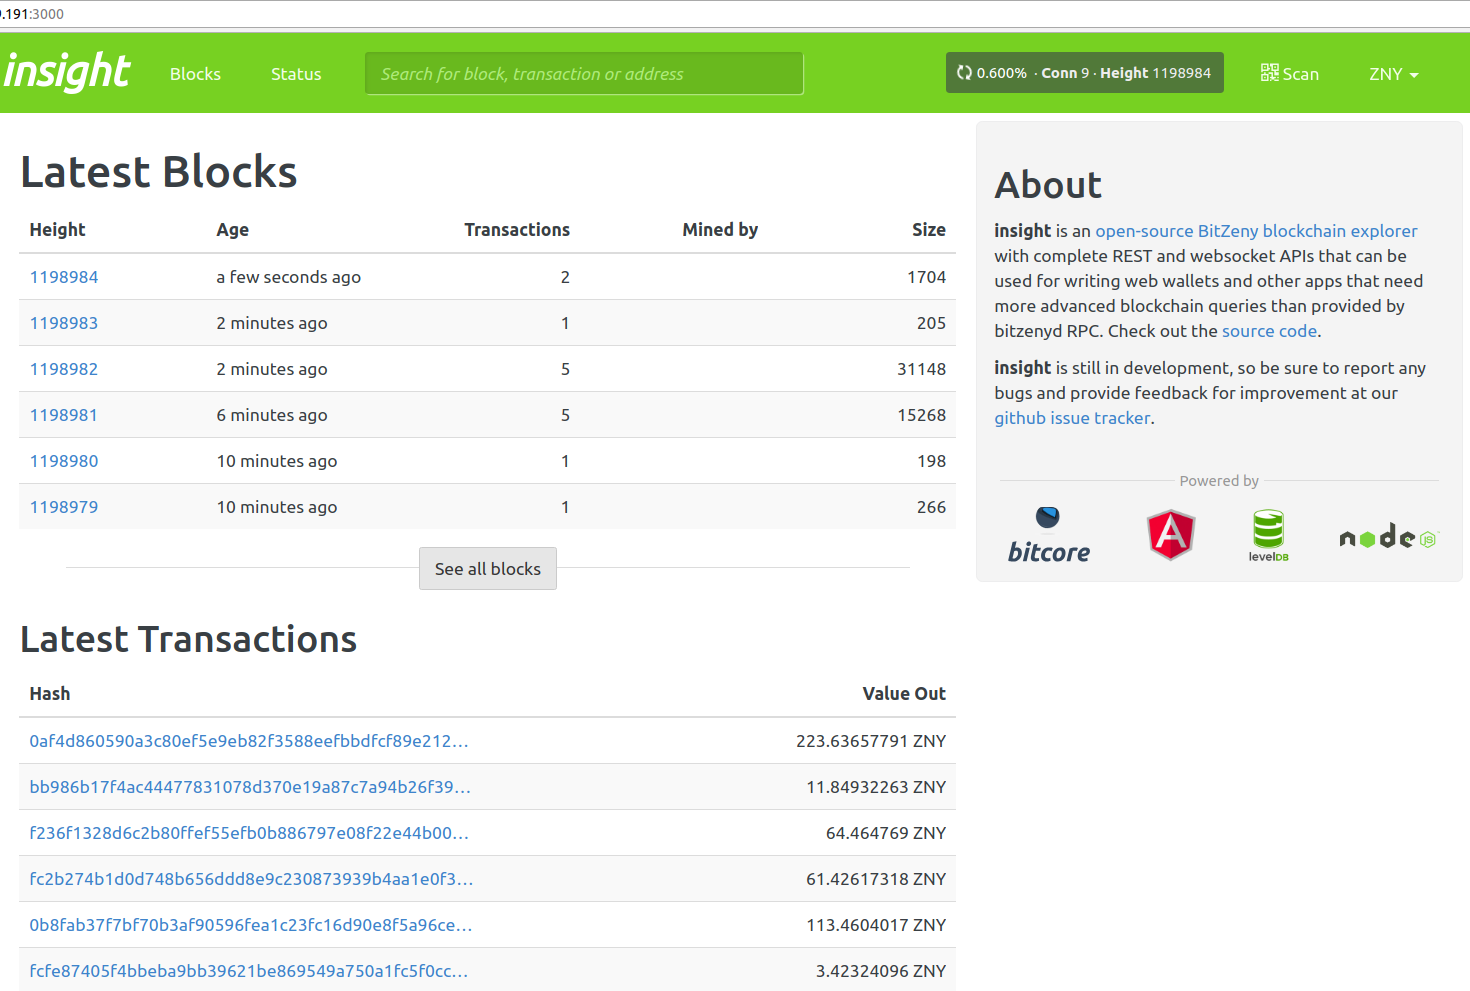 .191:3000
insight Blocks Status Search for block, transaction or address 0.600% · Conn 9 · Height 1198984 Scan ZNY
Latest Blocks
Height Age Transactions Mined by Size
1198984 a few seconds ago 2 1704
1198983 2 minutes ago 1 205
1198982 2 minutes ago 5 31148
1198981 6 minutes ago 5 15268
1198980 10 minutes ago 1 198
1198979 10 minutes ago 1 266
See all blocks
Latest Transactions
Hash Value Out
0af4d860590a3c80ef5e9eb82f3588eefbbdfcf89e212... 223.63657791 ZNY
bb986b17f4ac44477831078d370e19a87c7a94b26f39... 11.84932263 ZNY
f236f1328d6c2b80ffef55efb0b886797e08f22e44b00... 64.464769 ZNY
fc2b274b1d0d748b656ddd8e9c230873939b4aa1e0f3... 61.42617318 ZNY
0b8fab37f7bf70b3af90596fea1c23fc16d90e8f5a96ce... 113.4604017 ZNY
fcfe87405f4bbeba9bb39621be869549a750a1fc5f0cc... 3.42324096 ZNY
About
insight is an open-source BitZeny blockchain explorer
with complete REST and websocket APIs that can be
used for writing web wallets and other apps that need
more advanced blockchain queries than provided by
bitzenyd RPC. Check out the source code.
insight is still in development, so be sure to report any
bugs and provide feedback for improvement at our
github issue tracker.
Powered by
bitcore A levelDB node JS